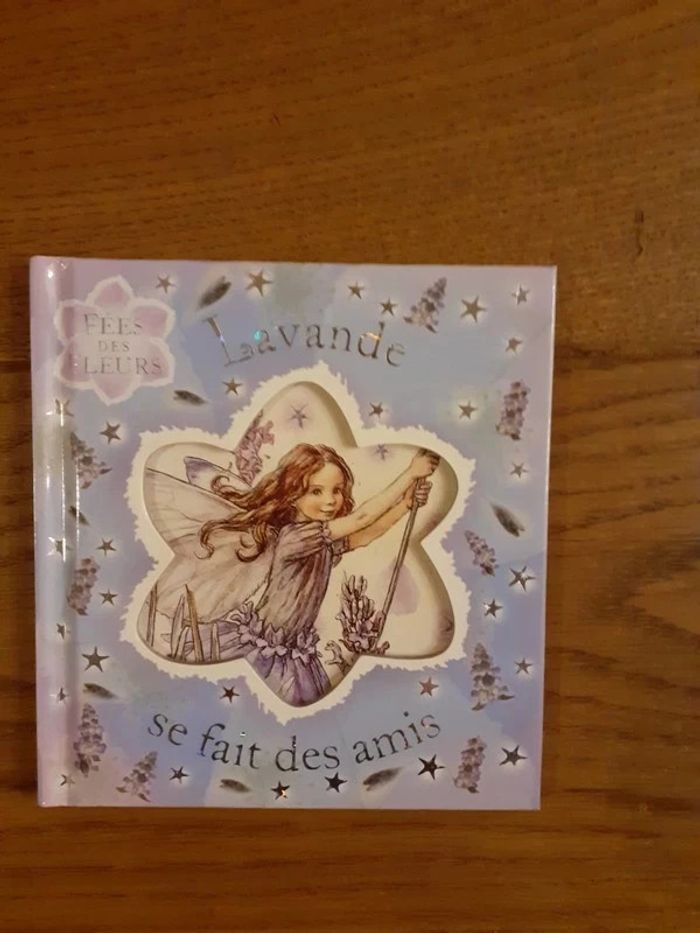 FÉES
DES
FLEURS
Lavande
se fait des amis